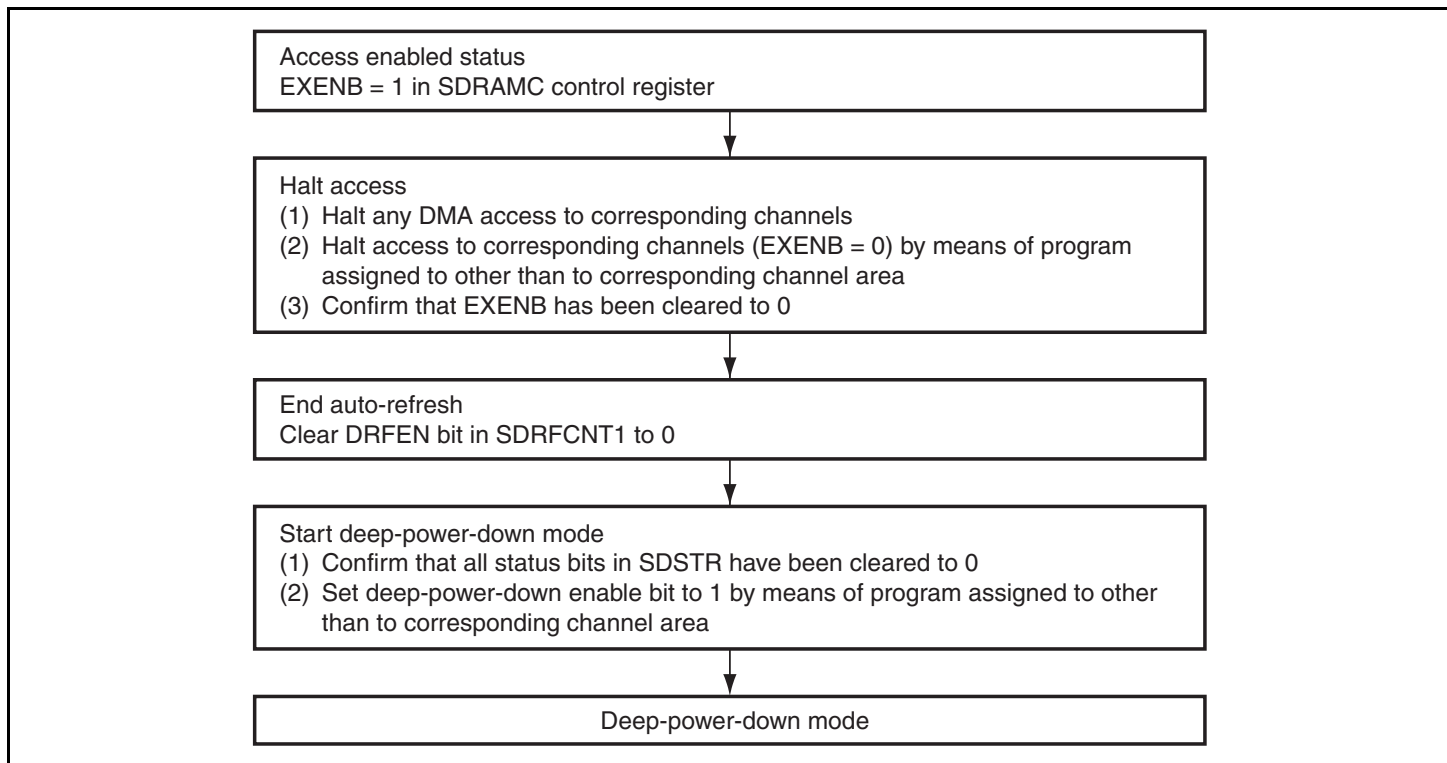 Access enabled status
EXENB = 1 in SDRAMC control register
Halt access
(1) Halt any DMA access to corresponding channels
(2) Halt access to corresponding channels (EXENB = 0) by means of program
assigned to other than to corresponding channel area
(3) Confirm that EXENB has been cleared to 0
End auto-refresh
Clear DRFEN bit in SDRFCNT1 to 0
Start deep-power-down mode
(1) Confirm that all status bits in SDSTR have been cleared to 0
(2) Set deep-power-down enable bit to 1 by means of program assigned to other
than to corresponding channel area
Deep-power-down mode